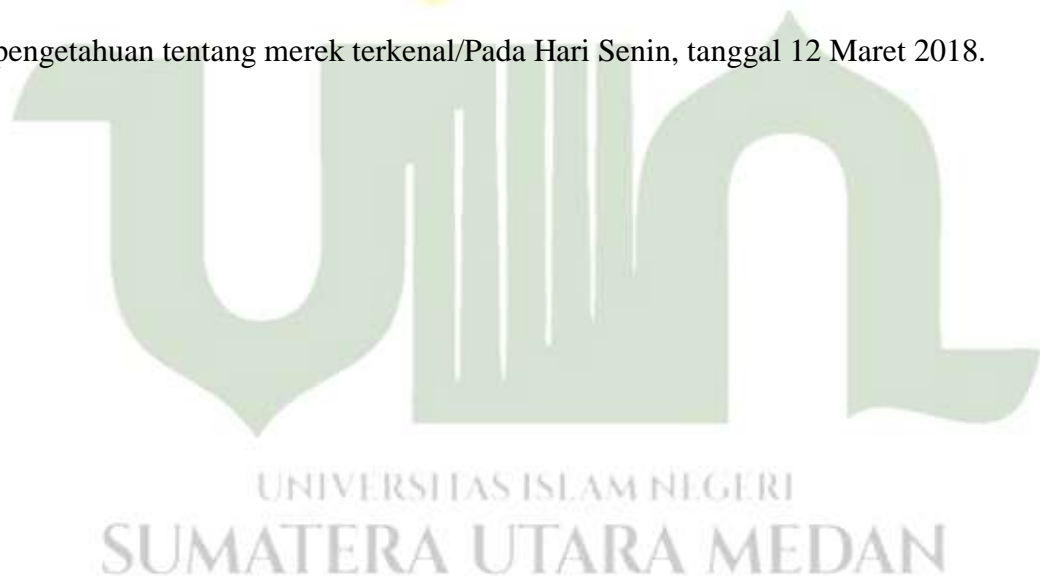 pengetahuan tentang merek terkenal/Pada Hari Senin, tanggal 12 Maret 2018.
UNIVERSITAS ISLAM NEGERI
SUMATERA UTARA MEDAN